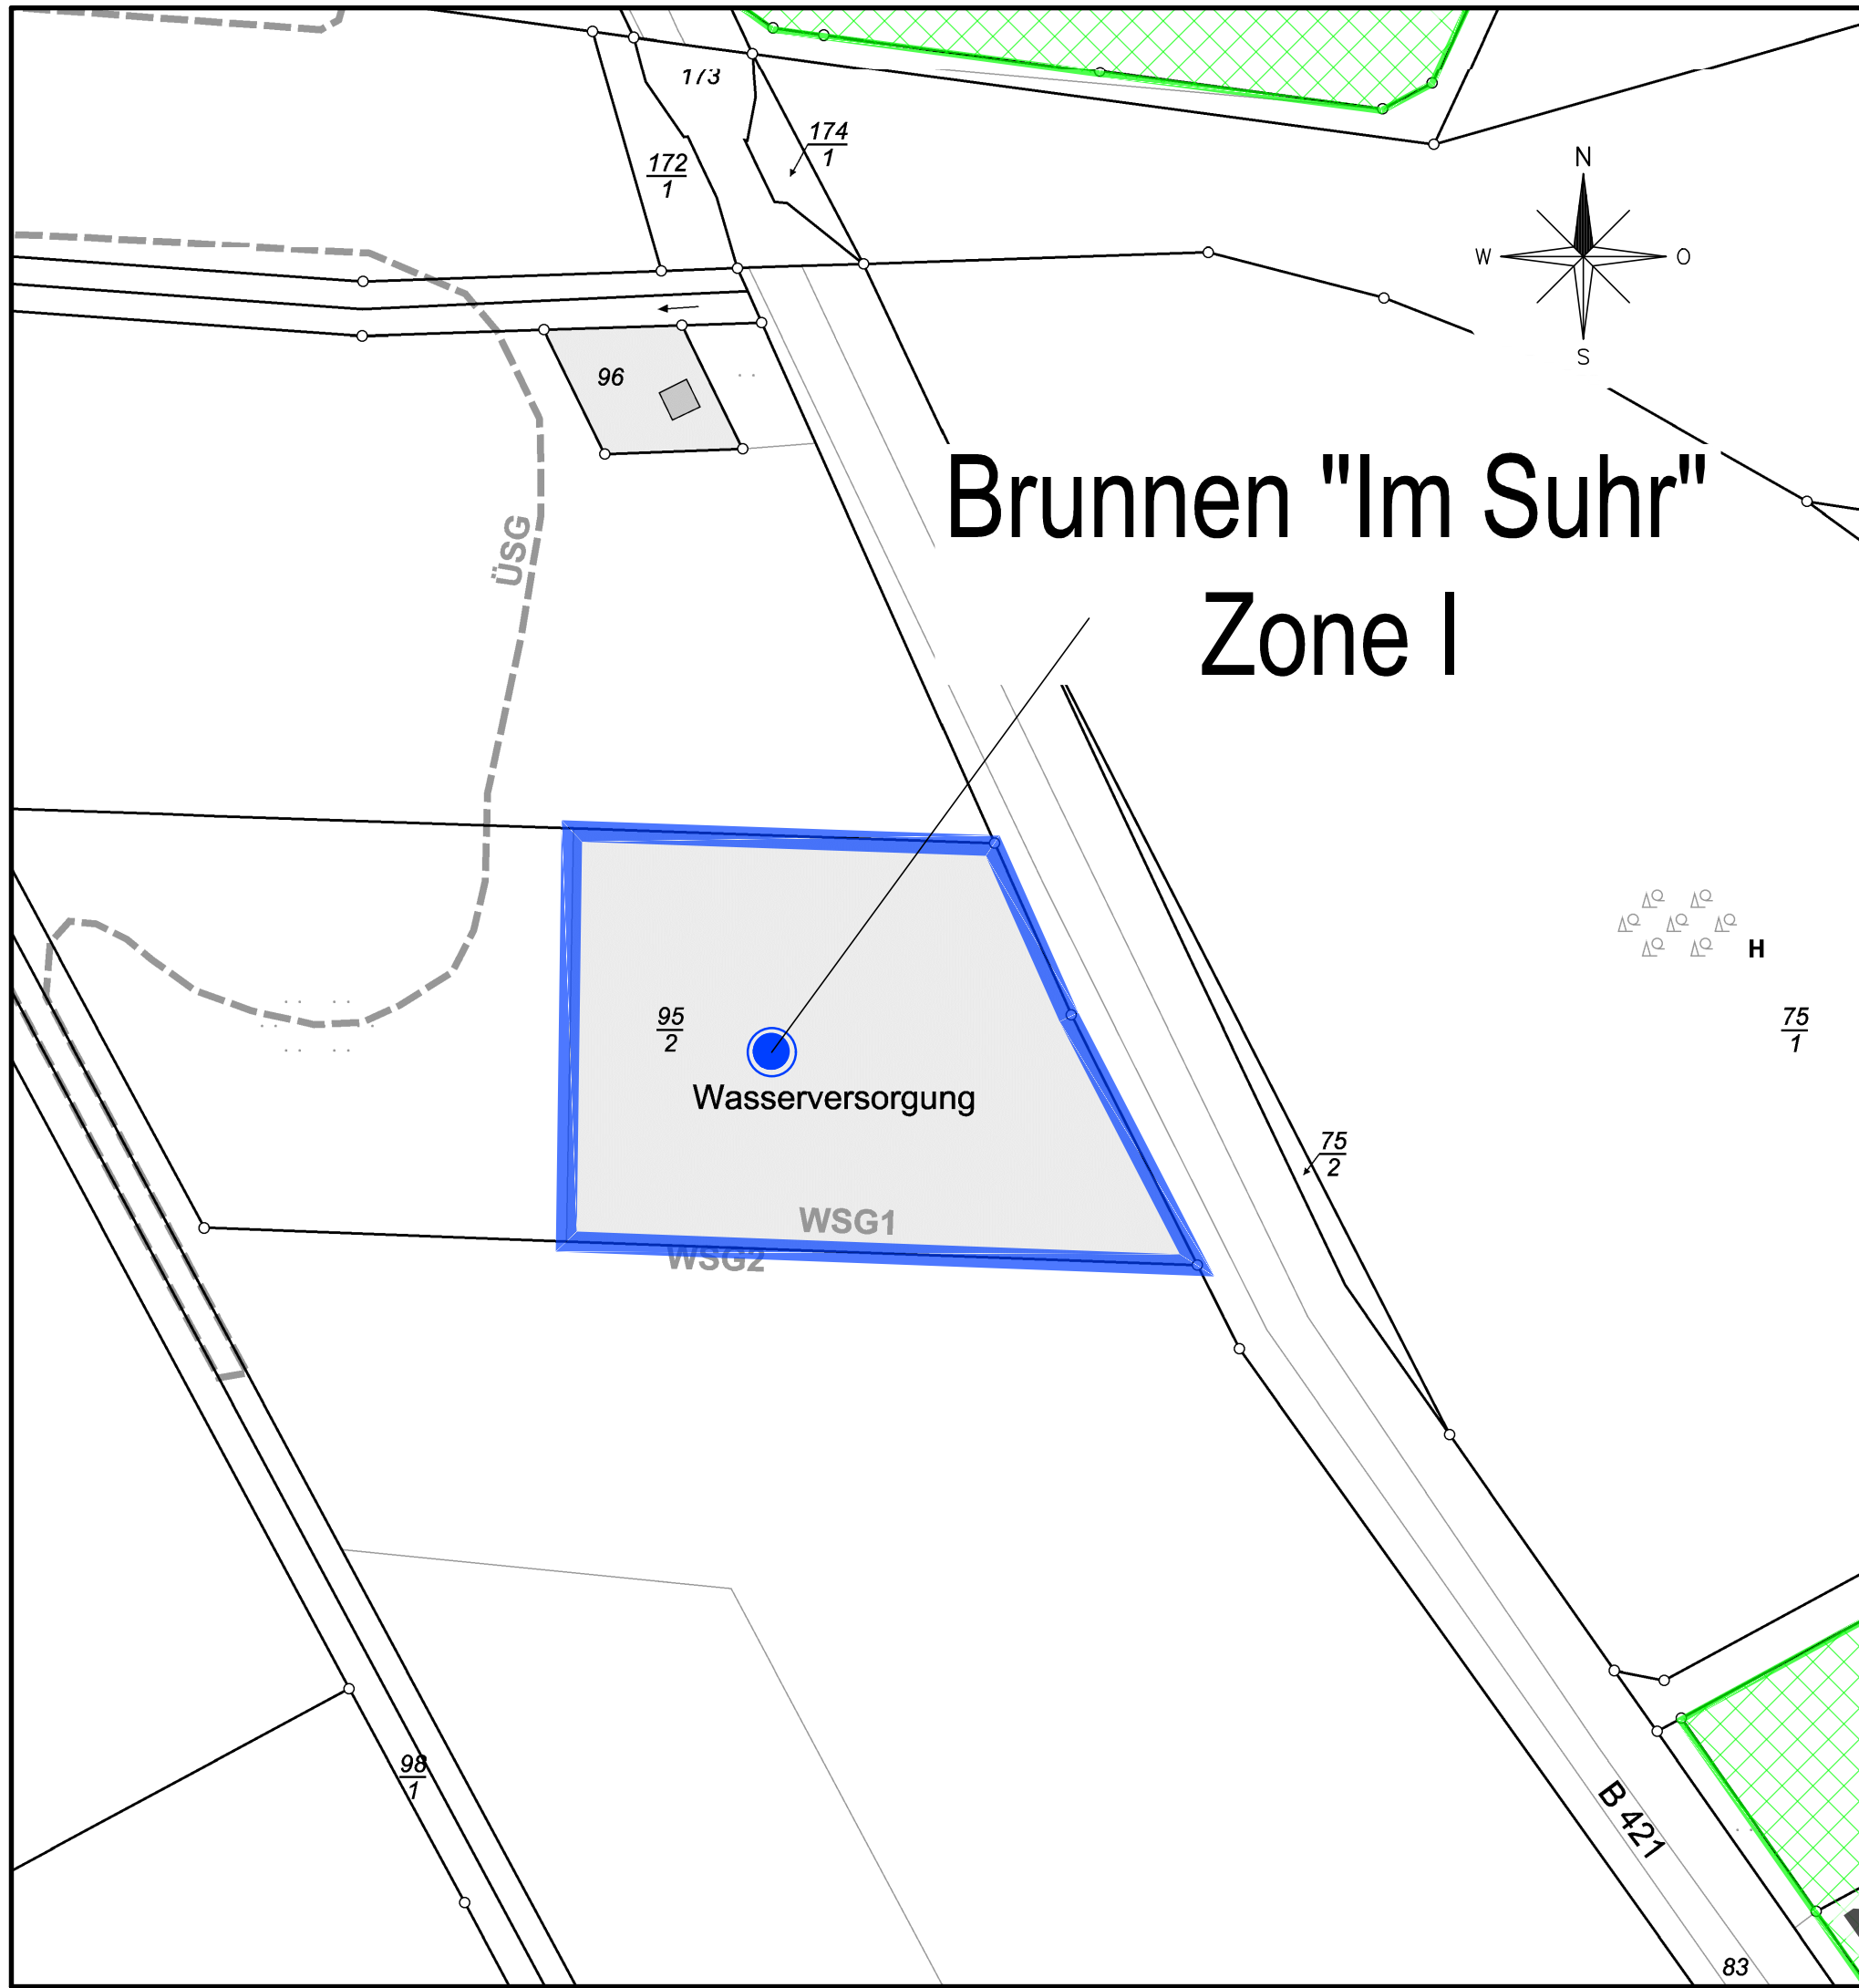 173
174
1
172
1
N
W
O
S
96
Brunnen "Im Suhr"
ÜSG
Zone I
H
95
2
75
1
Wasserversorgung
75
2
WSG1
WSG2
98
1
B 421
83